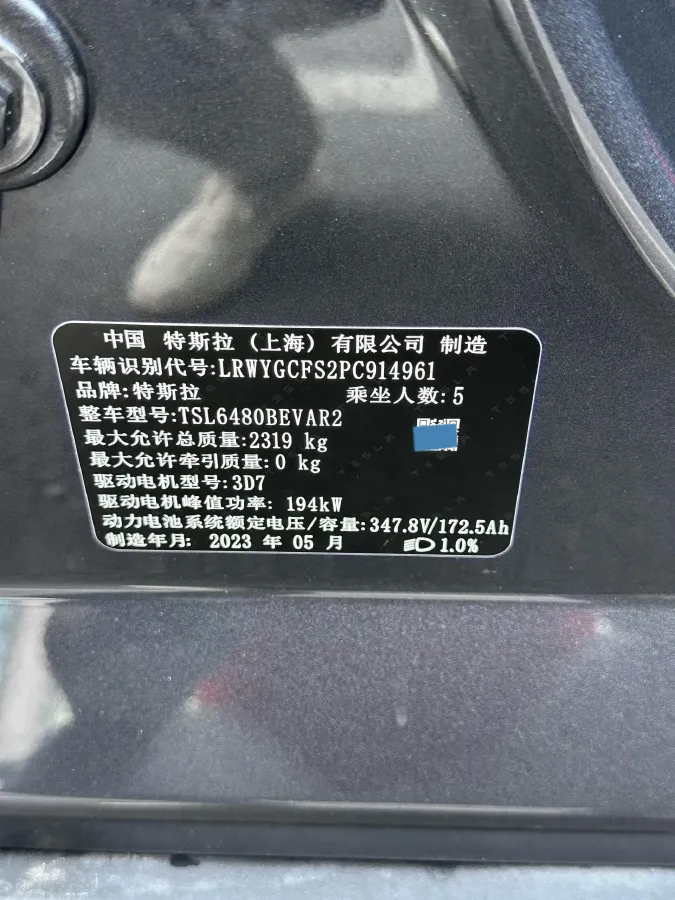 中国 特斯拉（上海）有限公司 制造
车辆识别代号:LRWYGCFS2PC914961
品牌:特斯拉 乘坐人数:5
整车型号:TSL6480BEVAR2
最大允许总质量:2319 kg
最大允许牵引质量:0 kg
驱动电机型号:3D7
驱动电机峰值功率: 194kW
动力电池系统额定电压/容量:347.8V/172.5Ah
制造年月: 2023 年 05 月 1.0%
TESLA